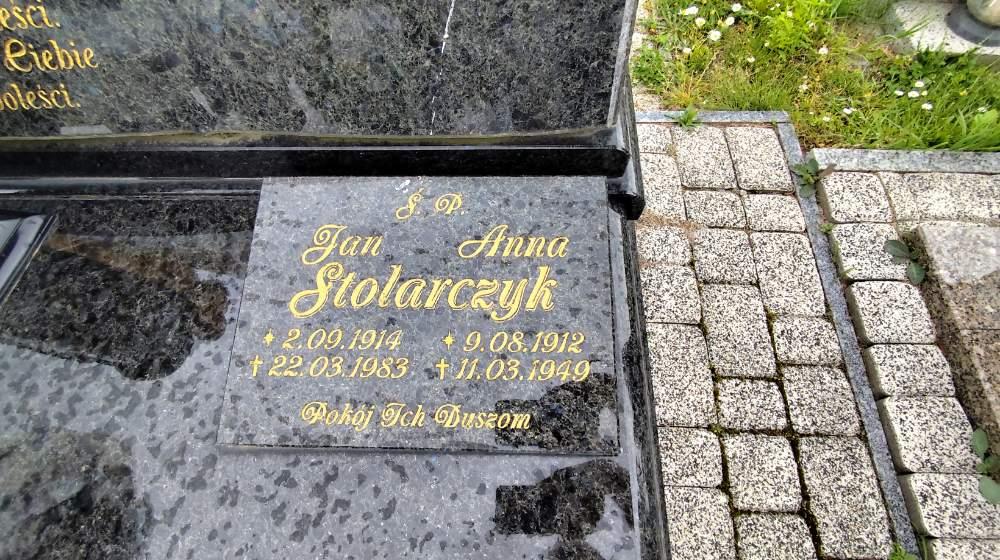 Ciebie
Ś. P.
Jan Anna
Stolarczyk
* 2.09.1914 * 9.08.1912
† 22.03.1983 † 11.03.1949
Pokój Ich Duszom